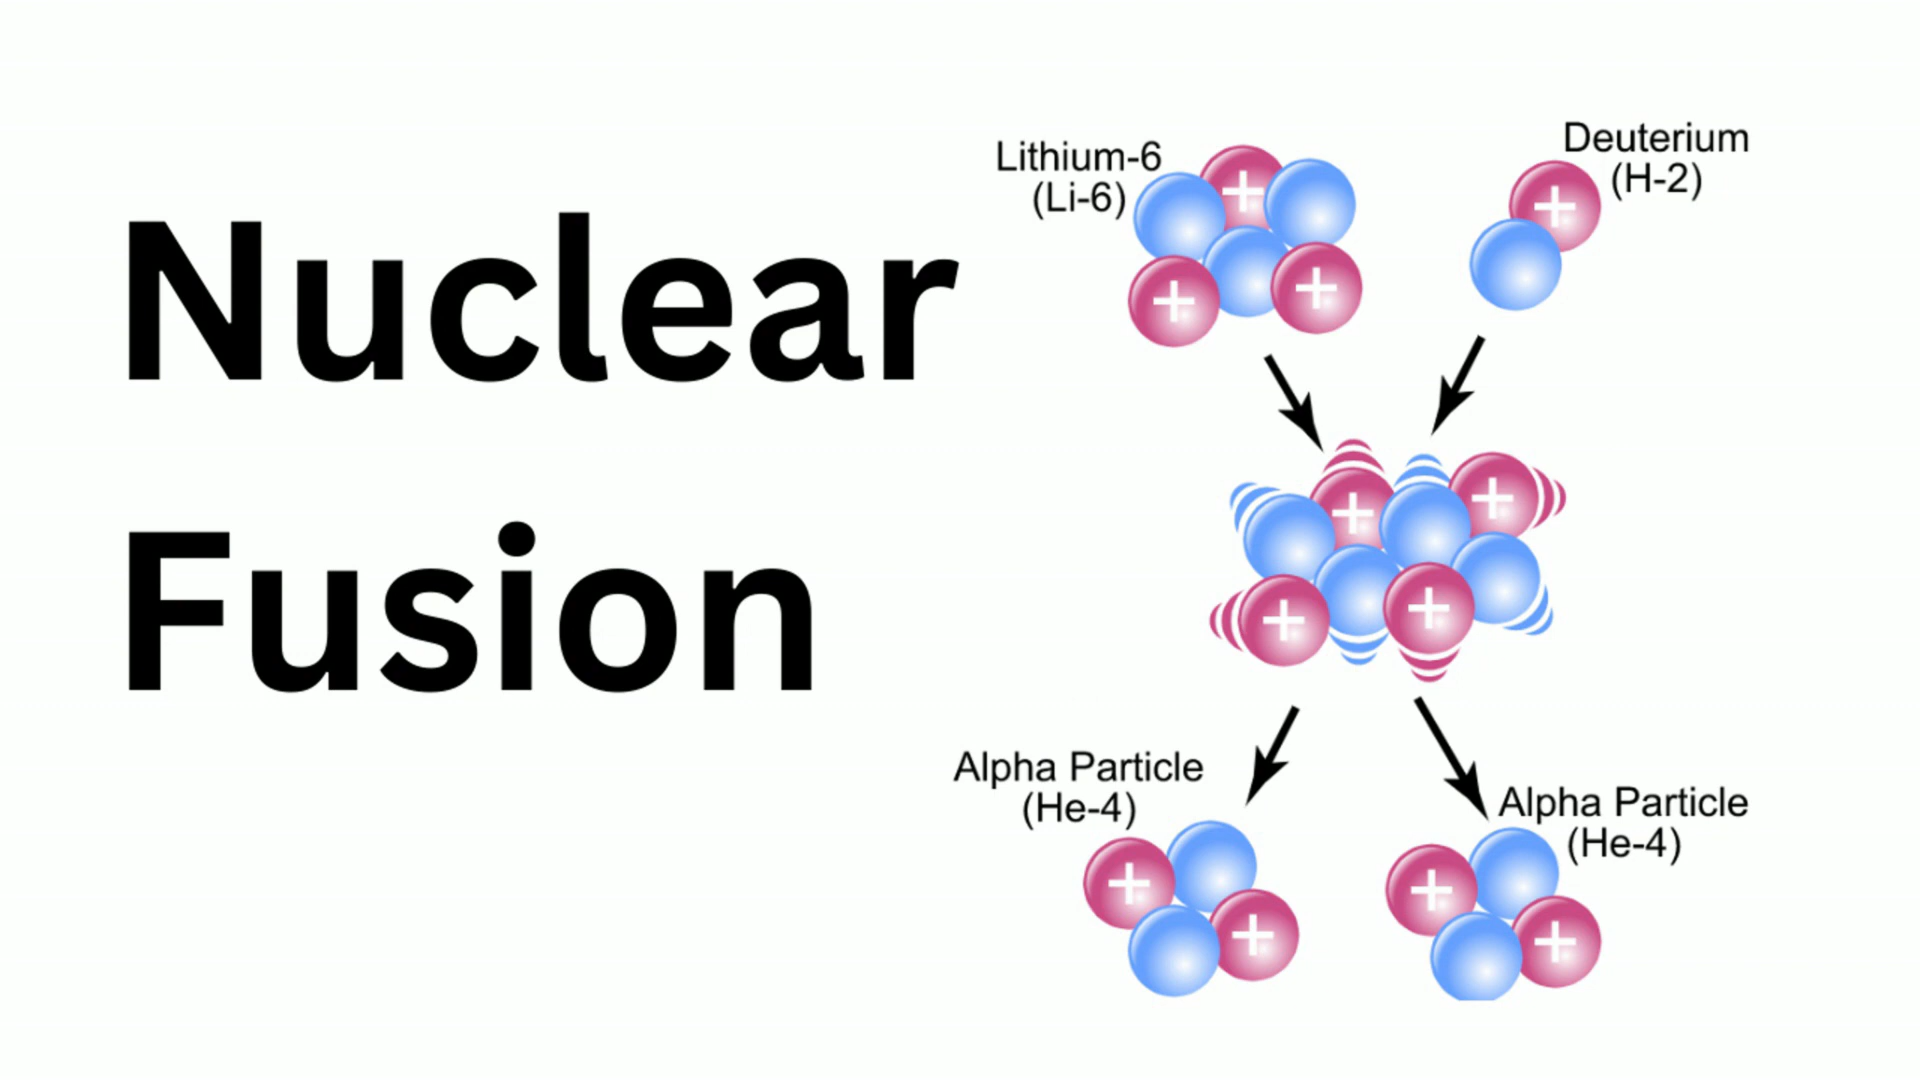 Nuclear
Fusion
Lithium-6
(Li-6)
Deuterium
(H-2)
+
+
+
+
+
+
+
+
Alpha Particle
(He-4)
Alpha Particle
(He-4)
+
+
+
+